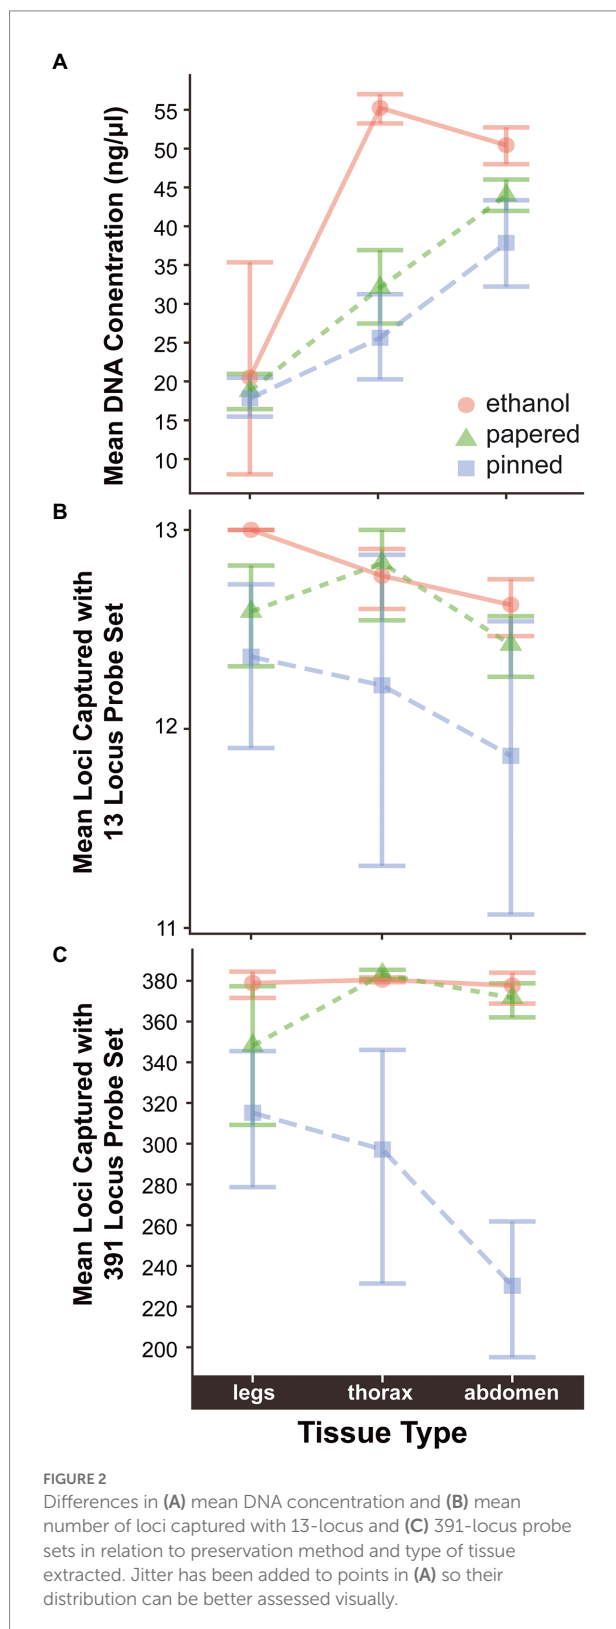 A
Mean DNA Conentration (ng/µl)
55
50
45
40
35
30
25
20
15
10
ethanol
papered
pinned
B
Mean Loci Captured with
13 Locus Probe Set
13
12
11
C
Mean Loci Captured with
391 Locus Probe Set
380
360
340
320
300
280
260
240
220
200
legs thorax abdomen
Tissue Type
FIGURE 2
Differences in (A) mean DNA concentration and (B) mean
number of loci captured with 13-locus and (C) 391-locus probe
sets in relation to preservation method and type of tissue
extracted. Jitter has been added to points in (A) so their
distribution can be better assessed visually.